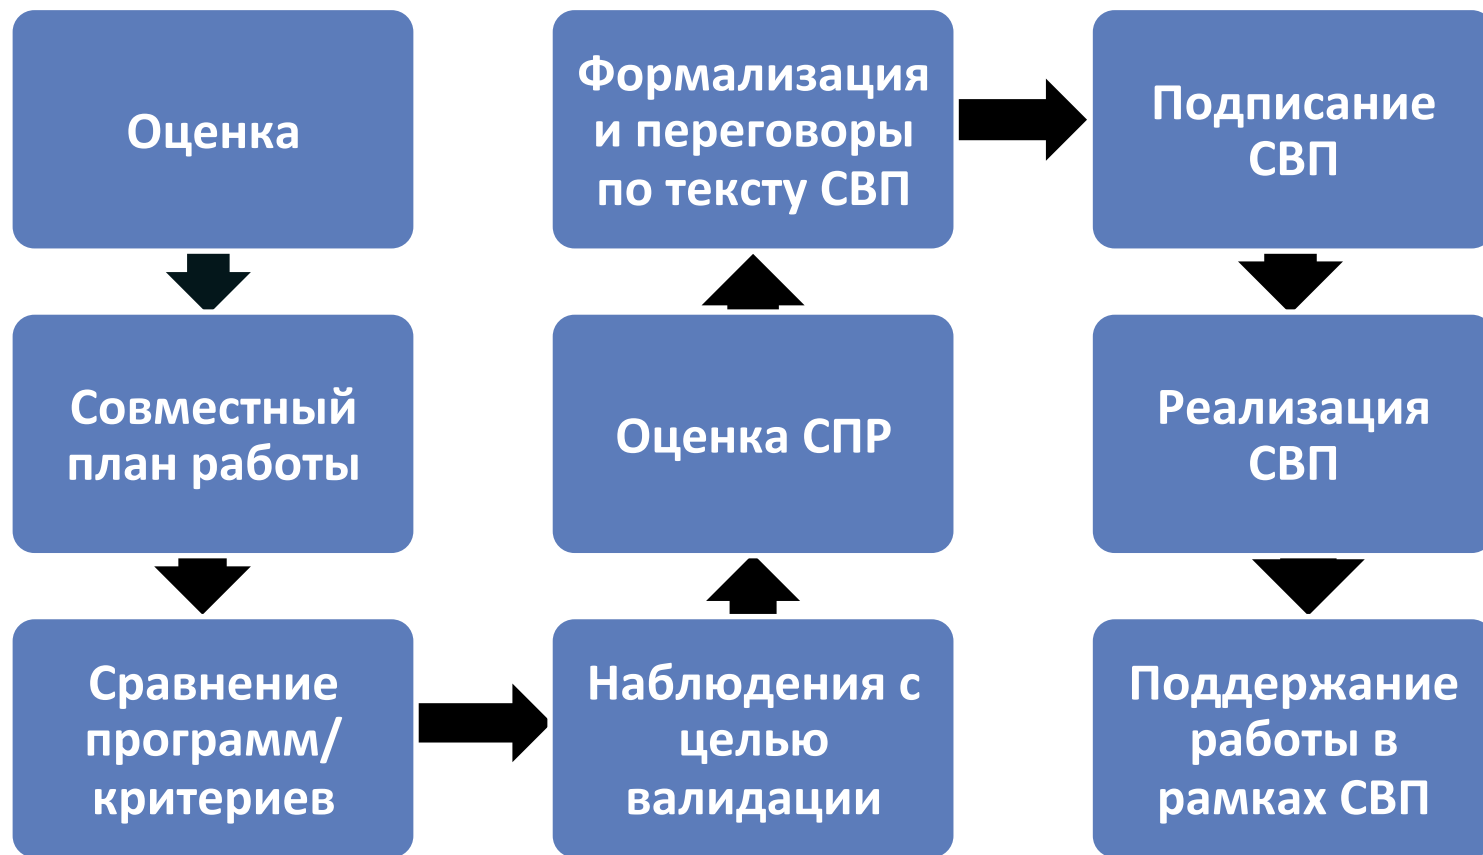 Оценка
Совместный
план работы
Сравнение
программ/
критериев
Наблюдения с
целью
валидации
Оценка СПР
Формализация
и переговоры
по тексту СВП
Подписание
СВП
Реализация
СВП
Поддержание
работы в
рамках СВП